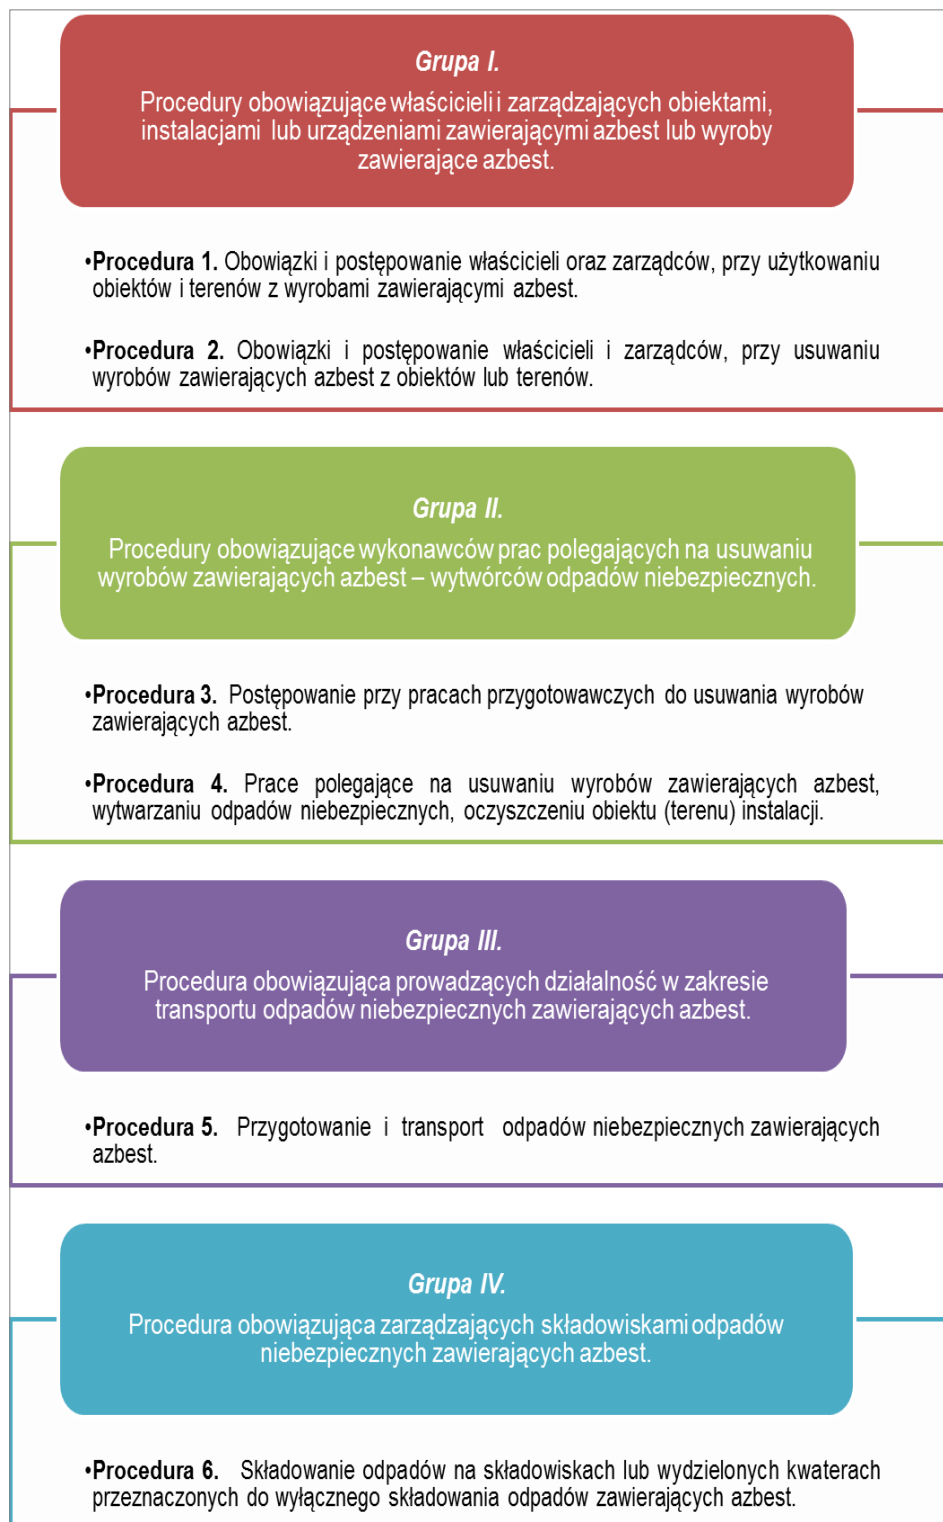 Grupa I.
Procedury obowiązujące właścicieli i zarządzających obiektami,
instalacjami lub urządzeniami zawierającymi azbest lub wyroby
zawierające azbest.
•Procedura 1. Obowiązki i postępowanie właścicieli oraz zarządców, przy użytkowaniu
obiektów i terenów z wyrobami zawierającymi azbest.
•Procedura 2. Obowiązki i postępowanie właścicieli i zarządców, przy usuwaniu
wyrobów zawierających azbest z obiektów lub terenów.
Grupa II.
Procedury obowiązujące wykonawców prac polegających na usuwaniu
wyrobów zawierających azbest – wytwórców odpadów niebezpiecznych.
•Procedura 3. Postępowanie przy pracach przygotowawczych do usuwania wyrobów
zawierających azbest.
•Procedura 4. Prace polegające na usuwaniu wyrobów zawierających azbest,
wytwarzaniu odpadów niebezpiecznych, oczyszczeniu obiektu (terenu) instalacji.
Grupa III.
Procedura obowiązująca prowadzących działalność w zakresie
transportu odpadów niebezpiecznych zawierających azbest.
•Procedura 5. Przygotowanie i transport odpadów niebezpiecznych zawierających
azbest.
Grupa IV.
Procedura obowiązująca zarządzających składowiskami odpadów
niebezpiecznych zawierających azbest.
•Procedura 6. Składowanie odpadów na składowiskach lub wydzielonych kwaterach
przeznaczonych do wyłącznego składowania odpadów zawierających azbest.